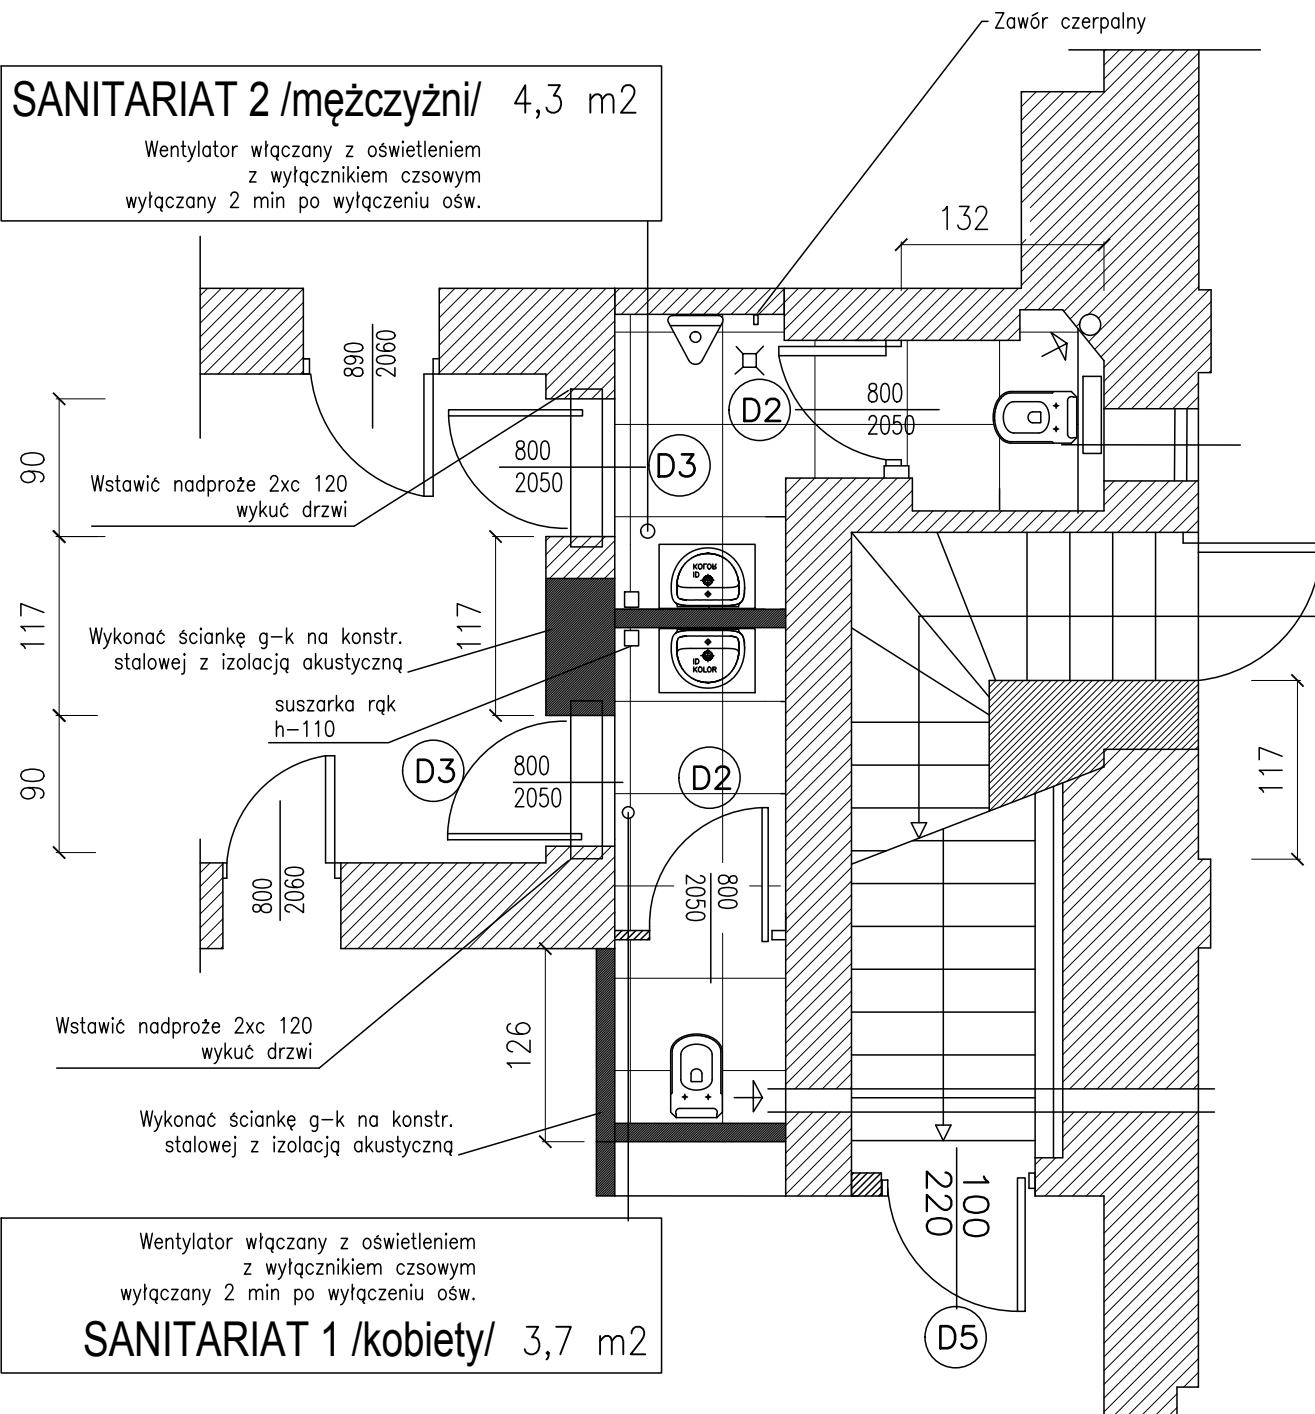 Zawór czerpalny
SANITARIAT 2 /mężczyżni/ 4,3 m2
Wentylator włączany z oświetleniem
z wyłącznikiem czsowym
wyłączany 2 min po wyłączeniu ośw.
132
890
2060
D2
800
2050
D3
800
2050
90
Wstawić nadproże 2xc 120
wykuć drzwi
KOLOR
ID
117
117
Wykonać ściankę g-k na konstr.
stalowej z izolacją akustyczną
ID
KOLOR
suszarka rąk
h-110
90
D3
800
2050
D2
117
800
2060
800
2050
Wstawić nadproże 2xc 120
wykuć drzwi
126
Wykonać ściankę g-k na konstr.
stalowej z izolacją akustyczną
100
220
D5
Wentylator włączany z oświetleniem
z wyłącznikiem czsowym
wyłączany 2 min po wyłączeniu ośw.
SANITARIAT 1 /kobiety/ 3,7 m2